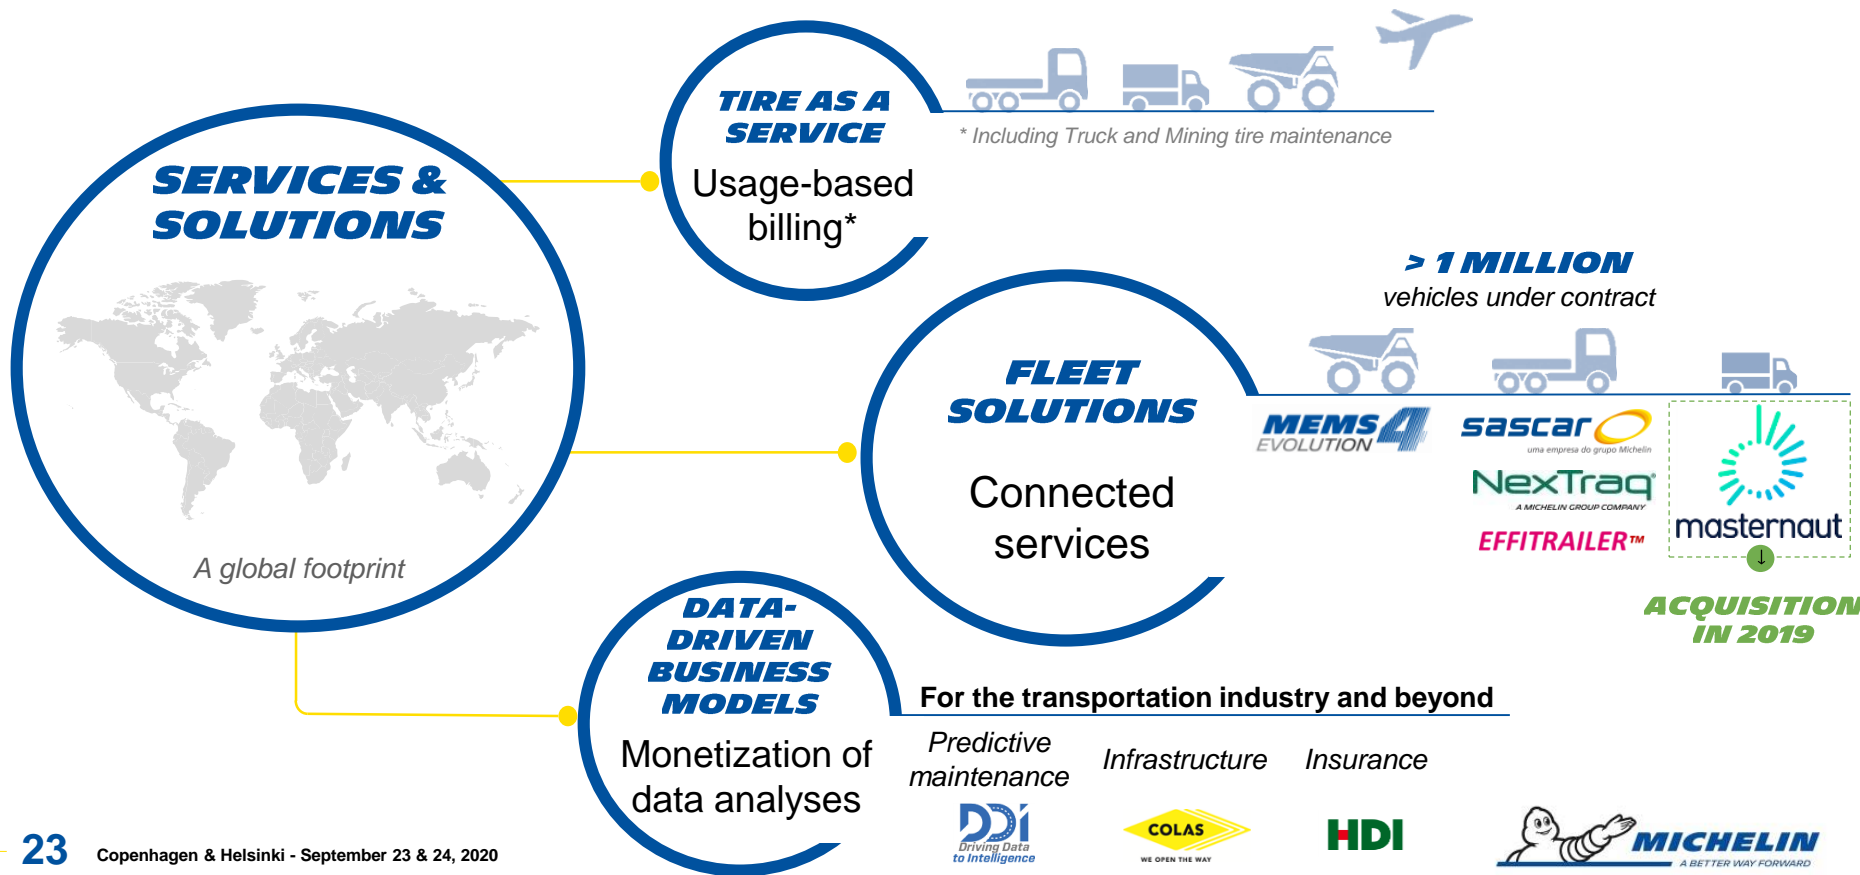 SERVICES &
SOLUTIONS
A global footprint
TIRE AS A
SERVICE
Usage-based
billing*
* Including Truck and Mining tire maintenance
> 1 MILLION
vehicles under contract
FLEET
SOLUTIONS
Connected
services
MEMS4
EVOLUTION
sascar
uma empresa do grupo Michelin
NexTraq
A MICHELIN GROUP COMPANY
EFFITRAILER™
masternaut
↓
ACQUISITION
IN 2019
DATA-
DRIVEN
BUSINESS
MODELS
Monetization of
data analyses
For the transportation industry and beyond
Predictive
maintenance
Infrastructure
Insurance
DDi
Driving Data
to Intelligence
COLAS
WE OPEN THE WAY
HDI
MICHELIN
A BETTER WAY FORWARD
23
Copenhagen & Helsinki - September 23 & 24, 2020